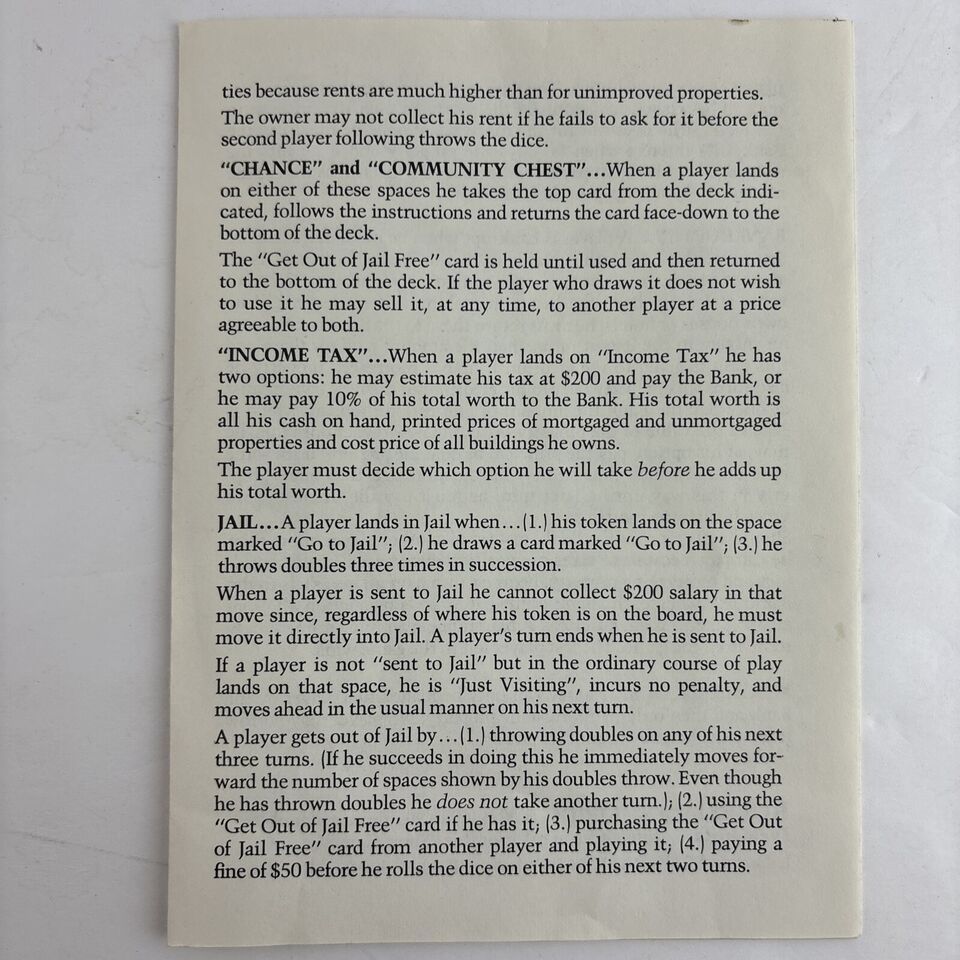 ties because rents are much higher than for unimproved properties.
The owner may not collect his rent if he fails to ask for it before the
second player following throws the dice.
“CHANCE” and “COMMUNITY CHEST”...When a player lands
on either of these spaces he takes the top card from the deck indi-
cated, follows the instructions and returns the card face-down to the
bottom of the deck.
The “Get Out of Jail Free” card is held until used and then returned
to the bottom of the deck. If the player who draws it does not wish
to use it he may sell it, at any time, to another player at a price
agreeable to both.
“INCOME TAX”...When a player lands on “Income Tax” he has
two options: he may estimate his tax at $200 and pay the Bank, or
he may pay 10% of his total worth to the Bank. His total worth is
all his cash on hand, printed prices of mortgaged and unmortgaged
properties and cost price of all buildings he owns.
The player must decide which option he will take before he adds up
his total worth.
JAIL...A player lands in Jail when...(1.) his token lands on the space
marked “Go to Jail”; (2.) he draws a card marked “Go to Jail”; (3.) he
throws doubles three times in succession.
When a player is sent to Jail he cannot collect $200 salary in that
move since, regardless of where his token is on the board, he must
move it directly into Jail. A player’s turn ends when he is sent to Jail.
If a player is not “sent to Jail” but in the ordinary course of play
lands on that space, he is “Just Visiting”, incurs no penalty, and
moves ahead in the usual manner on his next turn.
A player gets out of Jail by...(1.) throwing doubles on any of his next
three turns. (If he succeeds in doing this he immediately moves for-
ward the number of spaces shown by his doubles throw. Even though
he has thrown doubles he does not take another turn.); (2.) using the
“Get Out of Jail Free” card if he has it; (3.) purchasing the “Get Out
of Jail Free” card from another player and playing it; (4.) paying a
fine of $50 before he rolls the dice on either of his next two turns.